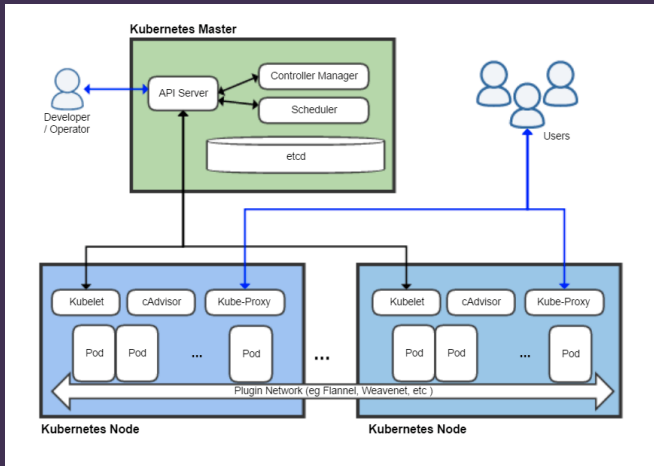 Kubernetes Master
API Server
Controller Manager
Scheduler
etcd
Developer
/ Operator
Users
Kubelet
cAdvisor
Kube-Proxy
Pod
Pod
...
Pod
Kubernetes Node
...
Kubelet
cAdvisor
Kube-Proxy
Pod
Pod
...
Pod
Plugin Network (eg Flannel, Weavenet, etc )
Kubernetes Node